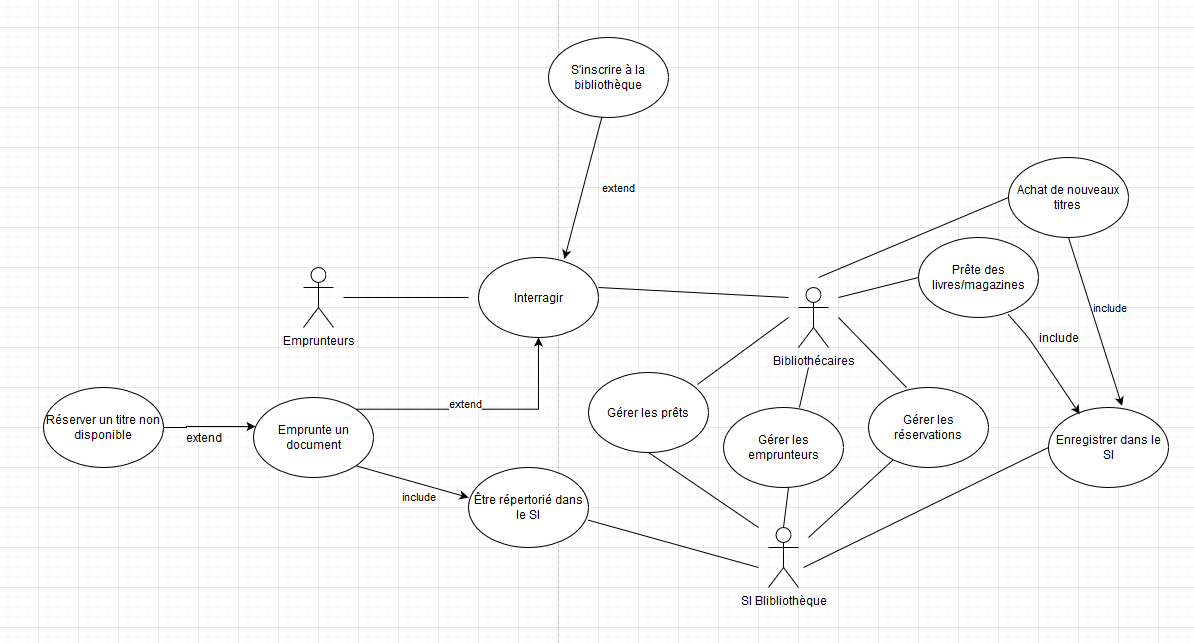 S'inscrire à la
bibliothèque
extend
Achat de nouveaux
titres
Prête des
livres/magazines
include
include
Interragir
Emprunteurs
Bibliothécaires
Réserver un titre non
disponible
extend
Emprunte un
document
extend
include
Être répertorié dans
le SI
Gérer les prêts
Gérer les
emprunteurs
Gérer les
réservations
Enregistrer dans le
SI
SI Blibliothèque